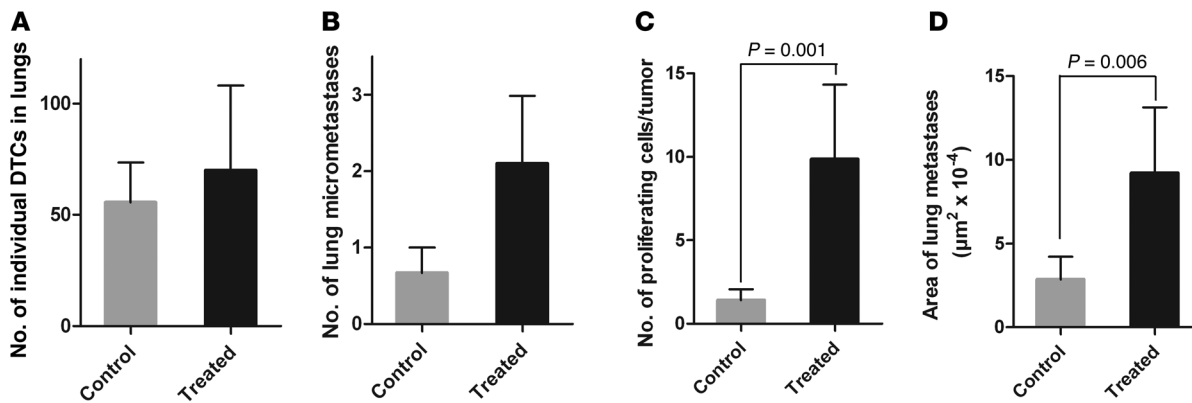 A
No. of individual DTCs in lungs
100
50
0
Control
Treated
B
No. of lung micrometastases
3
2
1
0
Control
Treated
C
P = 0.001
No. of proliferating cells/tumor
15
10
5
0
Control
Treated
D
P = 0.006
Area of lung metastases
(µm² x 10⁻⁴)
15
10
5
0
Control
Treated